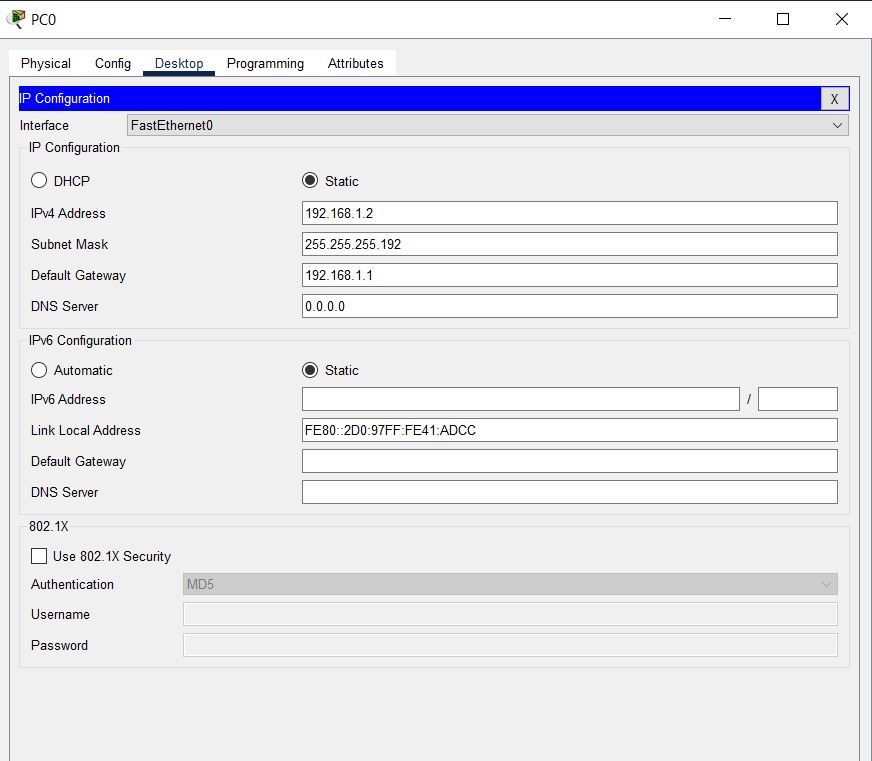 PC0
Physical Config Desktop Programming Attributes
IP Configuration X
Interface FastEthernet0
IP Configuration
DHCP Static
IPv4 Address 192.168.1.2
Subnet Mask 255.255.255.192
Default Gateway 192.168.1.1
DNS Server 0.0.0.0
IPv6 Configuration
Automatic Static
IPv6 Address /
Link Local Address FE80::2D0:97FF:FE41:ADCC
Default Gateway
DNS Server
802.1X
Use 802.1X Security
Authentication MD5
Username
Password